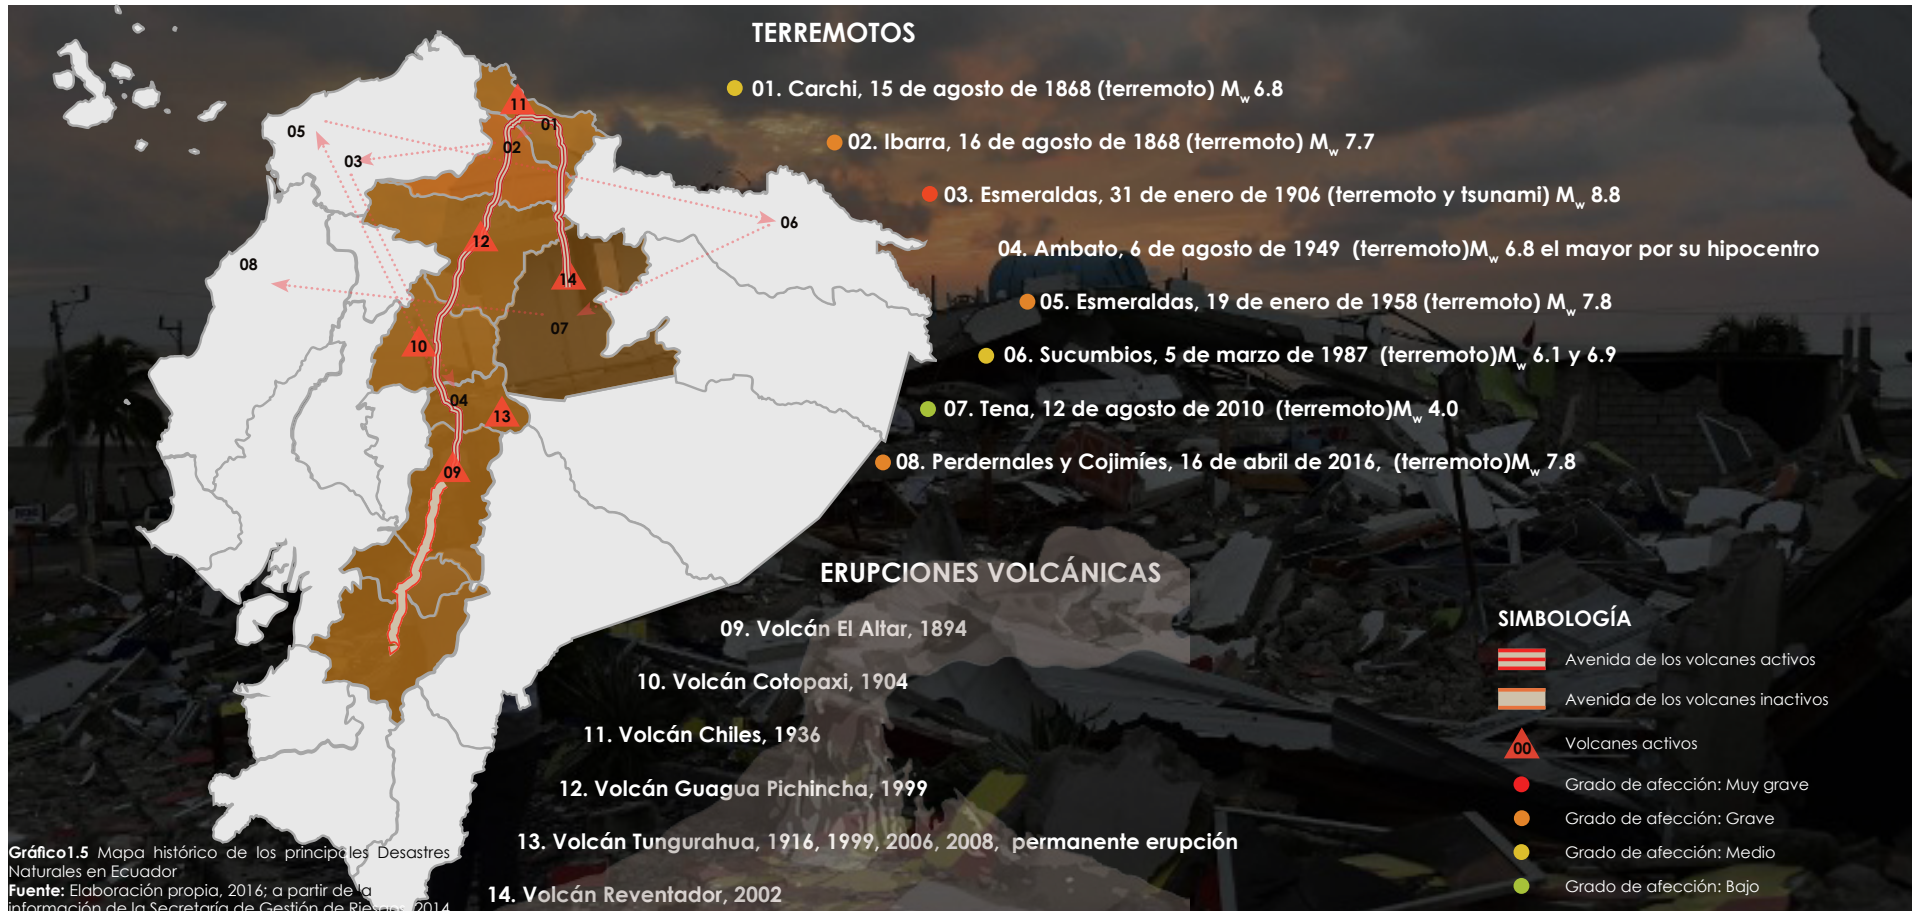 TERREMOTOS
01. Carchi, 15 de agosto de 1868 (terremoto) Mw 6.8
02. Ibarra, 16 de agosto de 1868 (terremoto) Mw 7.7
03. Esmeraldas, 31 de enero de 1906 (terremoto y tsunami) Mw 8.8
04. Ambato, 6 de agosto de 1949 (terremoto)Mw 6.8 el mayor por su hipocentro
05. Esmeraldas, 19 de enero de 1958 (terremoto) Mw 7.8
06. Sucumbios, 5 de marzo de 1987 (terremoto)Mw 6.1 y 6.9
07. Tena, 12 de agosto de 2010 (terremoto)Mw 4.0
08. Perdernales y Cojimíes, 16 de abril de 2016, (terremoto)Mw 7.8
11
01
05
02
03
06
12
08
14
07
10
04
13
09
ERUPCIONES VOLCÁNICAS
09. Volcán El Altar, 1894
10. Volcán Cotopaxi, 1904
11. Volcán Chiles, 1936
12. Volcán Guagua Pichincha, 1999
13. Volcán Tungurahua, 1916, 1999, 2006, 2008, permanente erupción
14. Volcán Reventador, 2002
SIMBOLOGÍA
Avenida de los volcanes activos
Avenida de los volcanes inactivos
00 Volcanes activos
Grado de afección: Muy grave
Grado de afección: Grave
Grado de afección: Medio
Grado de afección: Bajo
Gráfico1.5 Mapa histórico de los principales Desastres
Naturales en Ecuador
Fuente: Elaboración propia, 2016; a partir de la
información de la Secretaría de Gestión de Riesgos, 2014